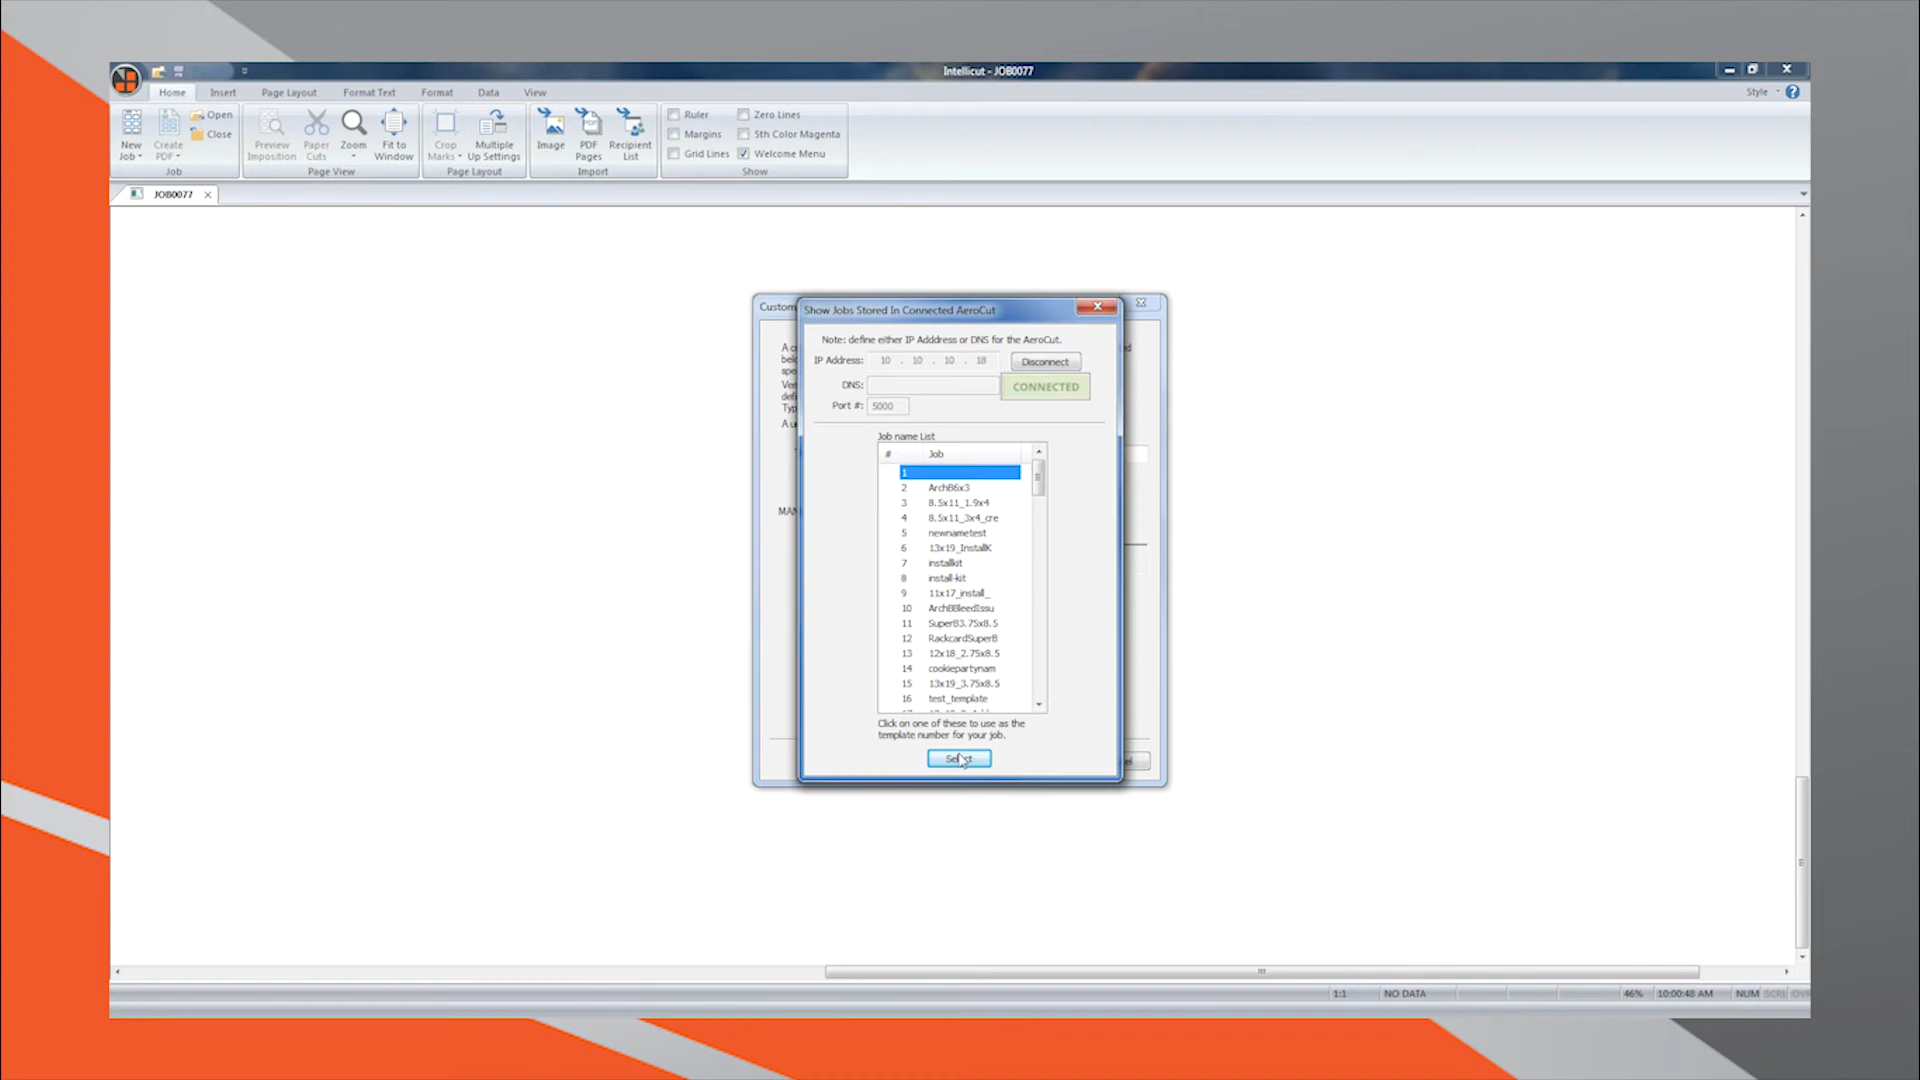 Intellicut - JOB0077
Home Insert Page Layout Format Text Format Data View Style
New Job
Create PDF
Open
Close
Job
Preview Imposition
Paper Cuts
Zoom
Fit to Window
Page View
Crop Marks
Multiple Up Settings
Page Layout
Image
PDF Pages
Recipient List
Import
Ruler
Margins
Grid Lines
Zero Lines
5th Color Magenta
Welcome Menu
Show
JOB0077
Show Jobs Stored In Connected AeroCut
Note: define either IP Adddress or DNS for the AeroCut.
IP Address: 10 . 10 . 10 . 18 Disconnect
DNS: CONNECTED
Port #: 5000
Job name List
# Job
1
2 ArchB6x3
3 8.5x11_1.9x4
4 8.5x11_3x4_cre
5 newnametest
6 13x19_InstallK
7 installkit
8 install-kit
9 11x17_install_
10 ArchBBleedIssu
11 SuperB3.75x8.5
12 RackcardSuperB
13 12x18_2.75x8.5
14 cookiepartynam
15 13x19_3.75x8.5
16 test_template
Click on one of these to use as the
template number for your job.
Select
1:1 NO DATA 46% 10:00:48 AM NUM SCRL